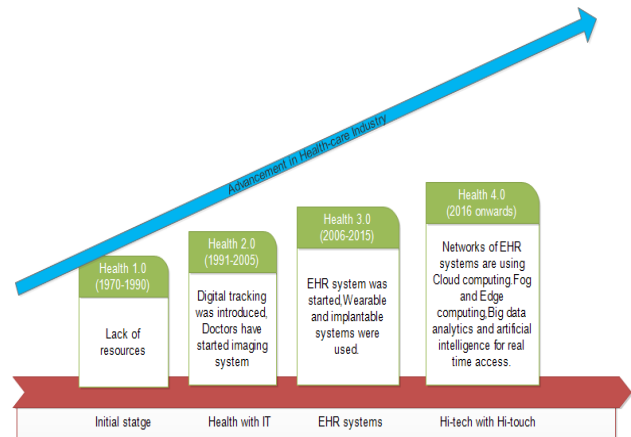 Advancement in Health-care Industry
Health 1.0
(1970-1990)
Lack of
resources
Health 2.0
(1991-2005)
Digital tracking
was introduced,
Doctors have
started imaging
system
Health 3.0
(2006-2015)
EHR system was
started,Wearable
and implantable
systems were
used.
Health 4.0
(2016 onwards)
Networks of EHR
systems are using
Cloud computing,Fog
and Edge
computing,Big data
analytics and artificial
intelligence for real
time access.
Initial statge
Health with IT
EHR systems
Hi-tech with Hi-touch